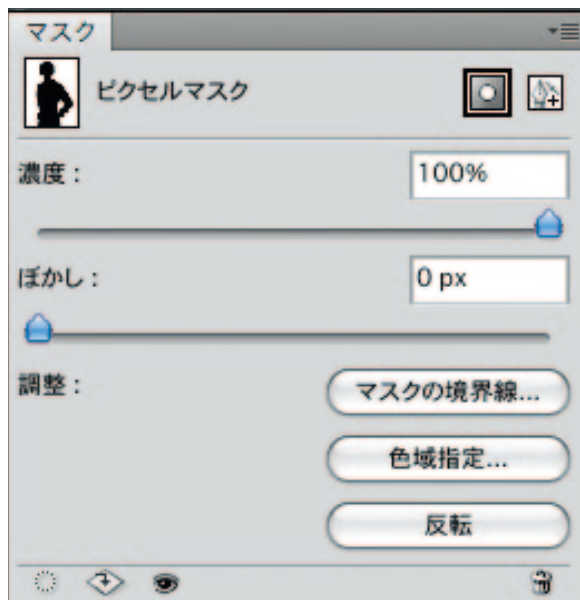 マスク
ピクセルマスク
濃度：
100%
ぼかし：
0 px
調整：
マスクの境界線...
色域指定...
反転